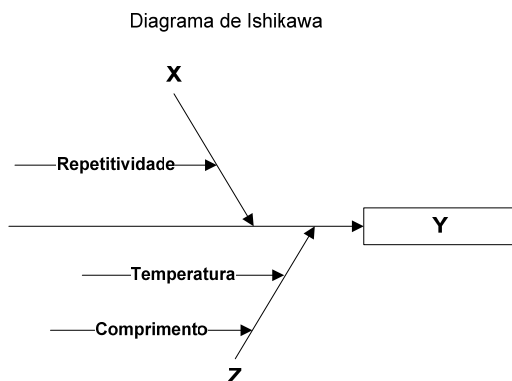 Diagrama de Ishikawa
X
Repetitividade
Y
Temperatura
Comprimento
Z